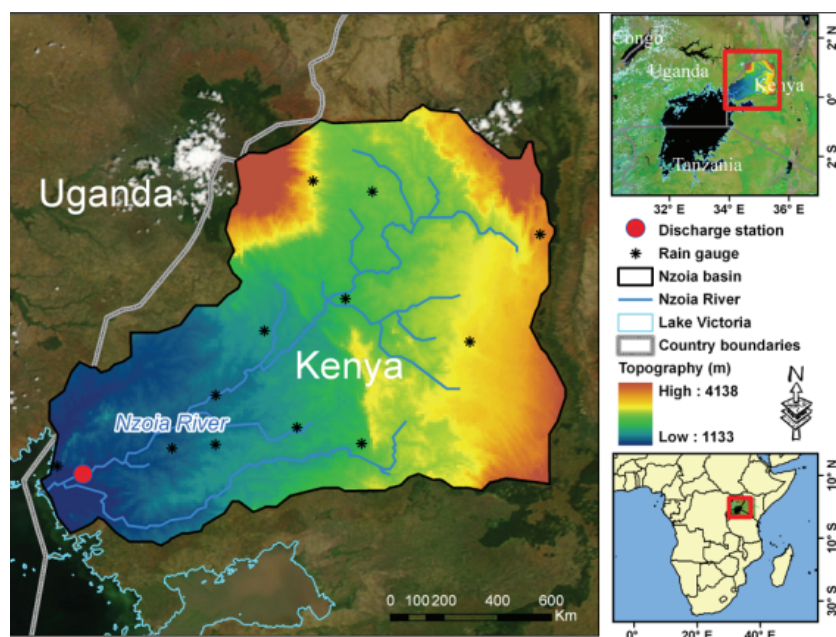 Uganda
Kenya
Nzoia River
0 100 200 400 600
Km
Congo
Uganda
Kenya
Tanzania
2°N
0°
2°S
32° E 34° E 36° E
Discharge station
Rain gauge
Nzoia basin
Nzoia River
Lake Victoria
Country boundaries
Topography (m)
High : 4138
Low : 1133
N
10° N
10° S
30° S
0° 20° E 40° E